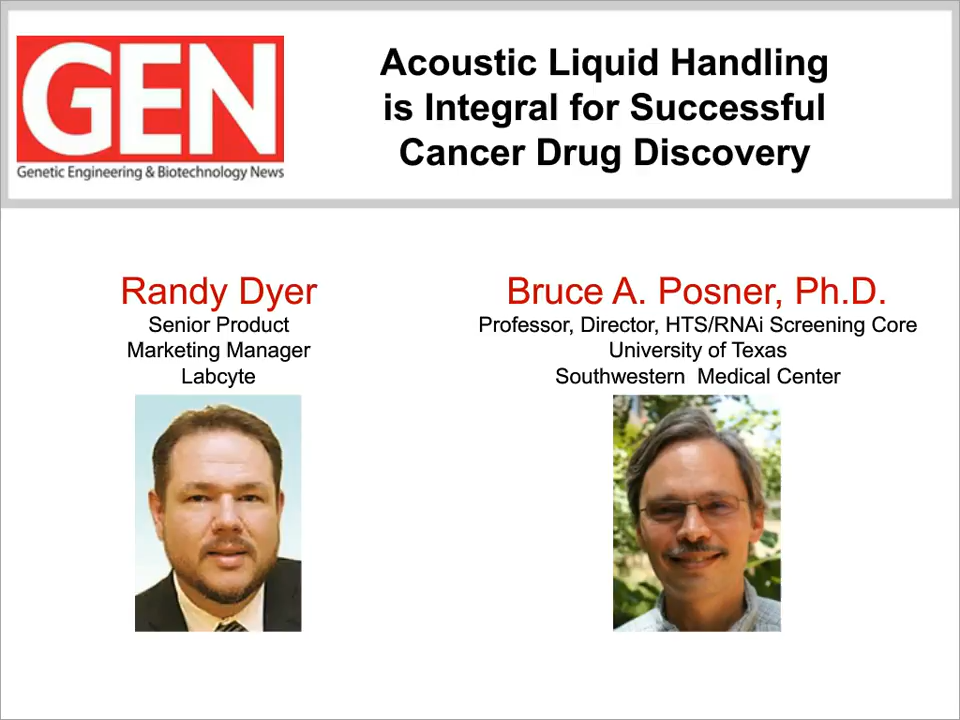 GEN
Genetic Engineering & Biotechnology News
Acoustic Liquid Handling
is Integral for Successful
Cancer Drug Discovery
Randy Dyer
Senior Product
Marketing Manager
Labcyte
Bruce A. Posner, Ph.D.
Professor, Director, HTS/RNAi Screening Core
University of Texas
Southwestern  Medical Center